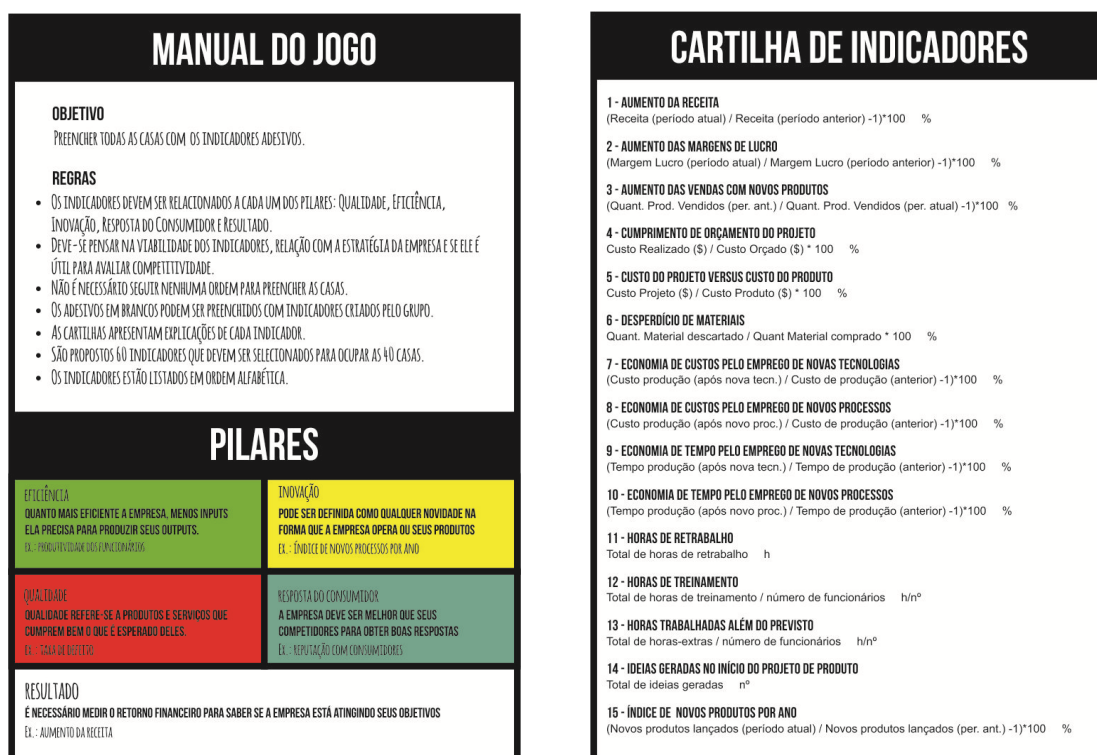 MANUAL DO JOGO
OBJETIVO
PREENCHER TODAS AS CASAS COM OS INDICADORES ADESIVOS.
REGRAS
• OS INDICADORES DEVEM SER RELACIONADOS A CADA UM DOS PILARES: QUALIDADE, EFICIÊNCIA,
INOVAÇÃO, RESPOSTA DO CONSUMIDOR E RESULTADO.
• DEVE-SE PENSAR NA VIABILIDADE DOS INDICADORES, RELAÇÃO COM A ESTRATÉGIA DA EMPRESA E SE ELE É
ÚTIL PARA AVALIAR COMPETITIVIDADE.
• NÃO É NECESSÁRIO SEGUIR NENHUMA ORDEM PARA PREENCHER AS CASAS.
• OS ADESIVOS EM BRANCOS PODEM SER PREENCHIDOS COM INDICADORES CRIADOS PELO GRUPO.
• AS CARTILHAS APRESENTAM EXPLICAÇÕES DE CADA INDICADOR.
• SÃO PROPOSTOS 60 INDICADORES QUE DEVEM SER SELECIONADOS PARA OCUPAR AS 40 CASAS.
• OS INDICADORES ESTÃO LISTADOS EM ORDEM ALFABÉTICA.
PILARES
EFICIÊNCIA
QUANTO MAIS EFICIENTE A EMPRESA, MENOS INPUTS
ELA PRECISA PARA PRODUZIR SEUS OUTPUTS.
EX.: PRODUTIVIDADE DOS FUNCIONÁRIOS
INOVAÇÃO
PODE SER DEFINIDA COMO QUALQUER NOVIDADE NA
FORMA QUE A EMPRESA OPERA OU SEUS PRODUTOS
EX.: ÍNDICE DE NOVOS PROCESSOS POR ANO
QUALIDADE
QUALIDADE REFERE-SE A PRODUTOS E SERVIÇOS QUE
CUMPREM BEM O QUE É ESPERADO DELES.
EX.: TAXA DE DEFEITO
RESPOSTA DO CONSUMIDOR
A EMPRESA DEVE SER MELHOR QUE SEUS
COMPETIDORES PARA OBTER BOAS RESPOSTAS
EX.: REPUTAÇÃO COM CONSUMIDORES
RESULTADO
É NECESSÁRIO MEDIR O RETORNO FINANCEIRO PARA SABER SE A EMPRESA ESTÁ ATINGINDO SEUS OBJETIVOS
EX.: AUMENTO DA RECEITA
CARTILHA DE INDICADORES
1 - AUMENTO DA RECEITA
(Receita (período atual) / Receita (período anterior) -1)*100 %
2 - AUMENTO DAS MARGENS DE LUCRO
(Margem Lucro (período atual) / Margem Lucro (período anterior) -1)*100 %
3 - AUMENTO DAS VENDAS COM NOVOS PRODUTOS
(Quant. Prod. Vendidos (per. ant.) / Quant. Prod. Vendidos (per. atual) -1)*100 %
4 - CUMPRIMENTO DE ORÇAMENTO DO PROJETO
Custo Realizado ($) / Custo Orçado ($) * 100 %
5 - CUSTO DO PROJETO VERSUS CUSTO DO PRODUTO
Custo Projeto ($) / Custo Produto ($) * 100 %
6 - DESPERDÍCIO DE MATERIAIS
Quant. Material descartado / Quant Material comprado * 100 %
7 - ECONOMIA DE CUSTOS PELO EMPREGO DE NOVAS TECNOLOGIAS
(Custo produção (após nova tecn.) / Custo de produção (anterior) -1)*100 %
8 - ECONOMIA DE CUSTOS PELO EMPREGO DE NOVOS PROCESSOS
(Custo produção (após novo proc.) / Custo de produção (anterior) -1)*100 %
9 - ECONOMIA DE TEMPO PELO EMPREGO DE NOVAS TECNOLOGIAS
(Tempo produção (após nova tecn.) / Tempo de produção (anterior) -1)*100 %
10 - ECONOMIA DE TEMPO PELO EMPREGO DE NOVOS PROCESSOS
(Tempo produção (após novo proc.) / Tempo de produção (anterior) -1)*100 %
11 - HORAS DE RETRABALHO
Total de horas de retrabalho h
12 - HORAS DE TREINAMENTO
Total de horas de treinamento / número de funcionários h/nº
13 - HORAS TRABALHADAS ALÉM DO PREVISTO
Total de horas-extras / número de funcionários h/nº
14 - IDEIAS GERADAS NO INÍCIO DO PROJETO DE PRODUTO
Total de ideias geradas nº
15 - ÍNDICE DE NOVOS PRODUTOS POR ANO
(Novos produtos lançados (período atual) / Novos produtos lançados (per. ant.) -1)*100 %